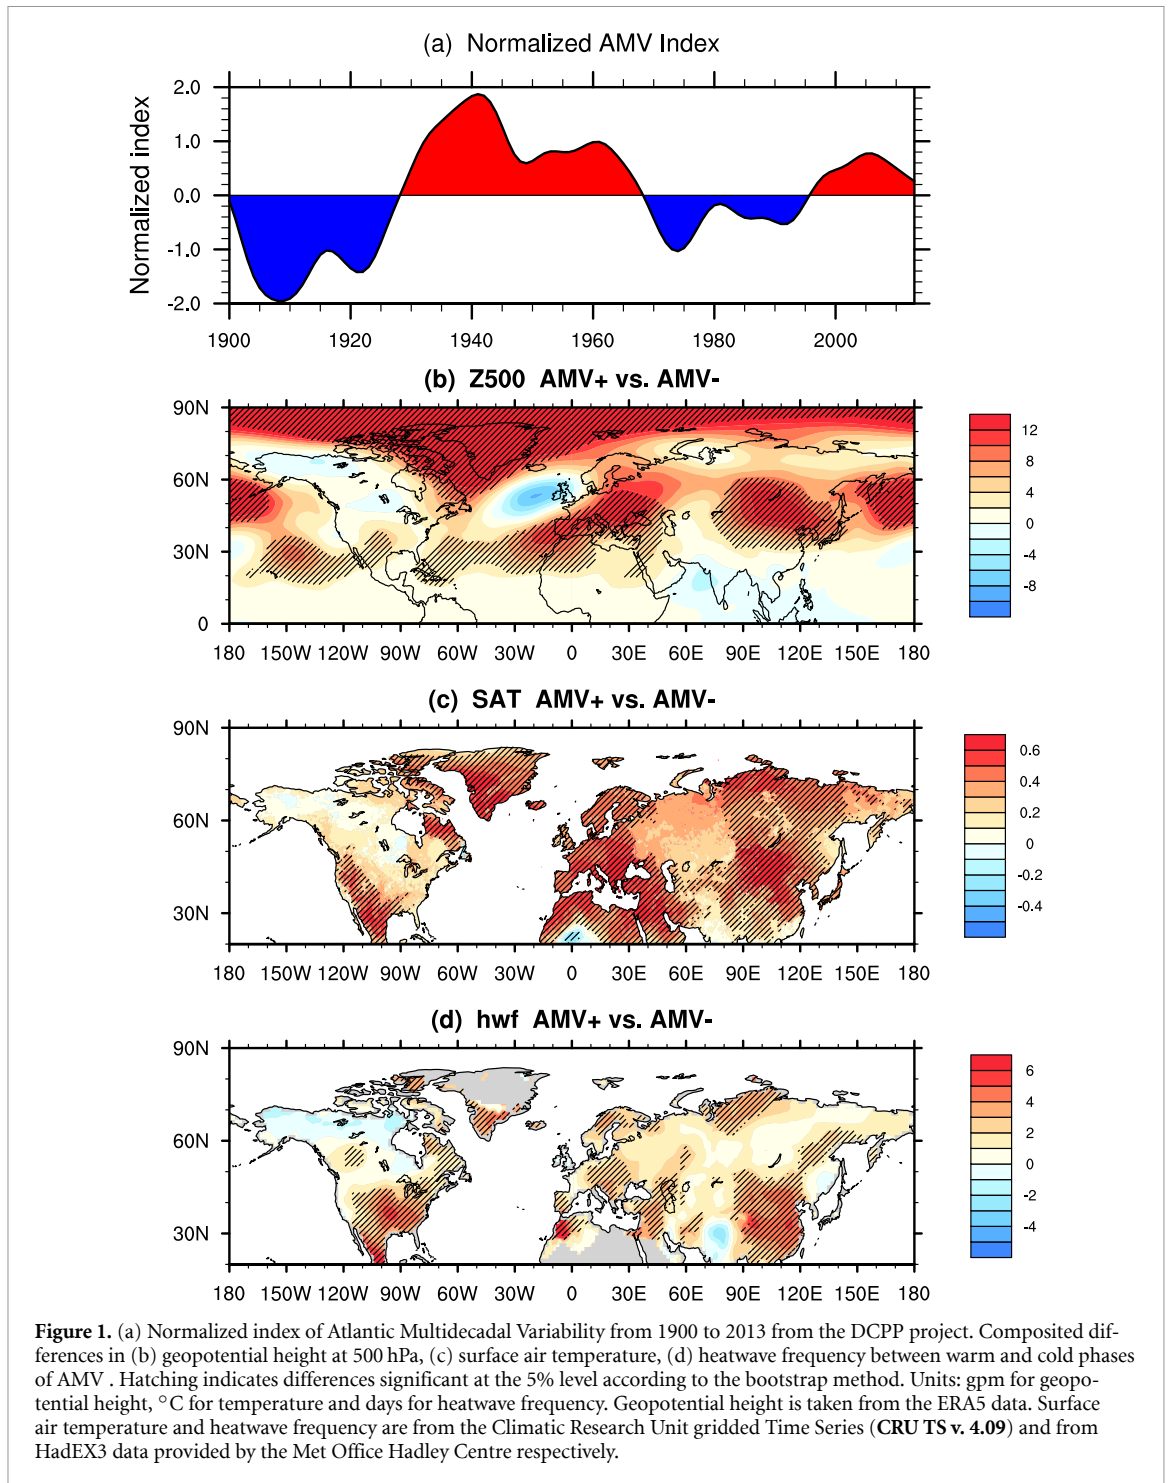 (a) Normalized AMV Index
Normalized index
2.0
1.0
0.0
-1.0
-2.0
1900 1920 1940 1960 1980 2000
(b) Z500 AMV+ vs. AMV-
90N
60N
30N
0
180 150W 120W 90W 60W 30W 0 30E 60E 90E 120E 150E 180
12
8
4
0
-4
-8
(c) SAT AMV+ vs. AMV-
90N
60N
30N
180 150W 120W 90W 60W 30W 0 30E 60E 90E 120E 150E 180
0.6
0.4
0.2
0
-0.2
-0.4
(d) hwf AMV+ vs. AMV-
90N
60N
30N
180 150W 120W 90W 60W 30W 0 30E 60E 90E 120E 150E 180
6
4
2
0
-2
-4
Figure 1. (a) Normalized index of Atlantic Multidecadal Variability from 1900 to 2013 from the DCPP project. Composited dif-
ferences in (b) geopotential height at 500 hPa, (c) surface air temperature, (d) heatwave frequency between warm and cold phases
of AMV . Hatching indicates differences significant at the 5% level according to the bootstrap method. Units: gpm for geopo-
tential height, °C for temperature and days for heatwave frequency. Geopotential height is taken from the ERA5 data. Surface
air temperature and heatwave frequency are from the Climatic Research Unit gridded Time Series (CRU TS v. 4.09) and from
HadEX3 data provided by the Met Office Hadley Centre respectively.